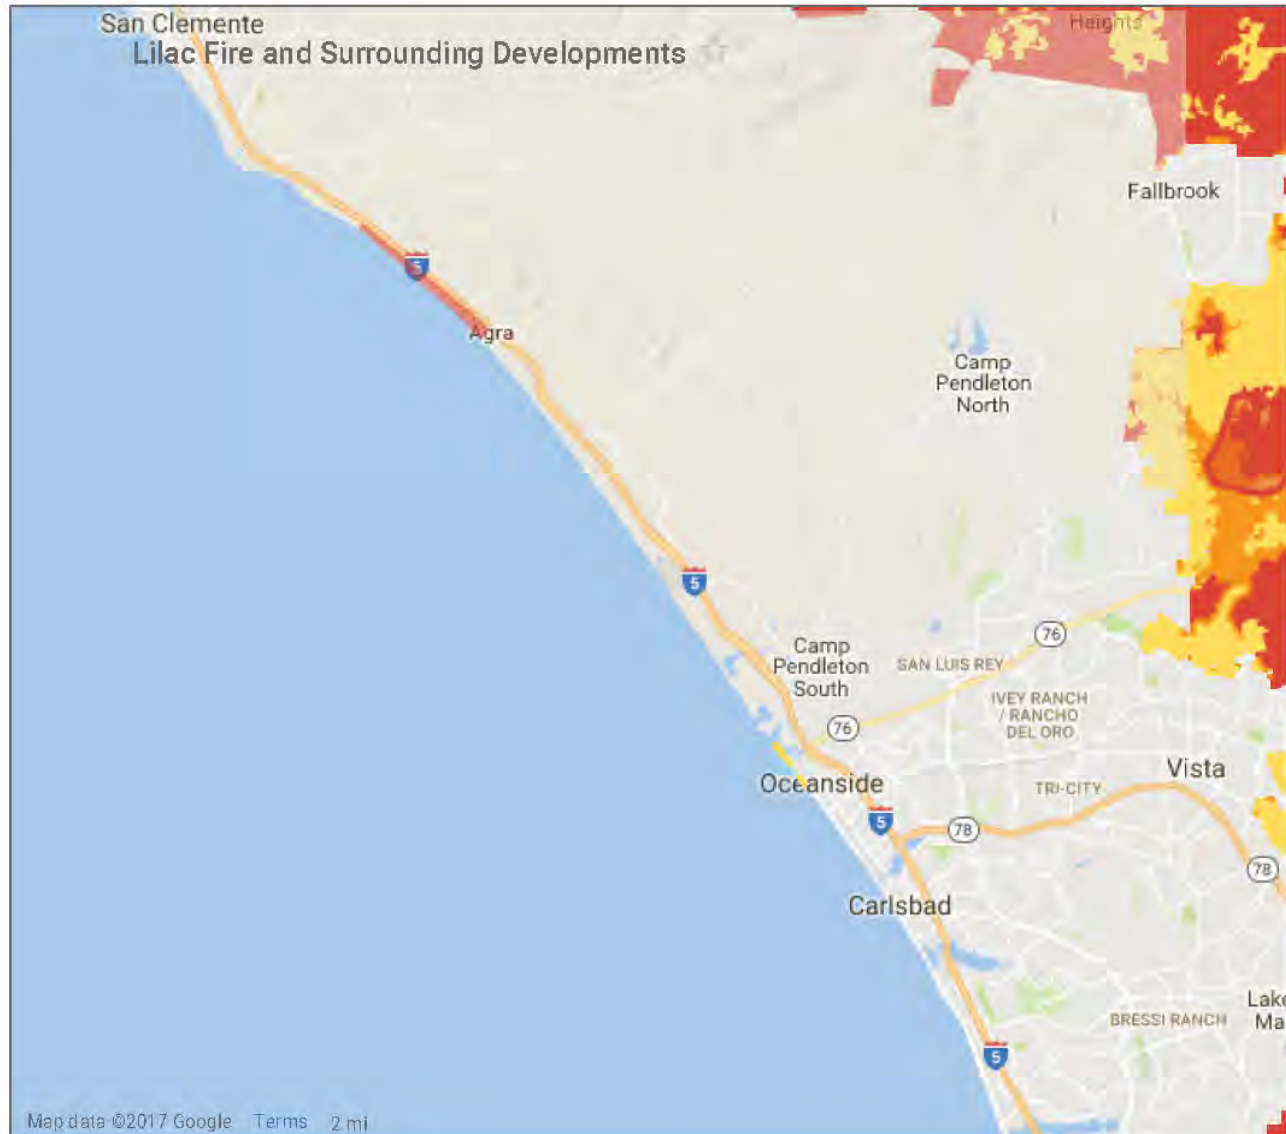 San Clemente
Lilac Fire and Surrounding Developments
Heights
Fallbrook
5
Agra
Camp
Pendleton
North
5
76
Camp
Pendleton
South
SAN LUIS REY
IVEY RANCH
/ RANCHO
DEL ORO
76
Oceanside
Vista
TRI-CITY
5
78
78
Carlsbad
Lake
Ma
BRESSI RANCH
5
Map data ©2017 Google Terms 2 mi